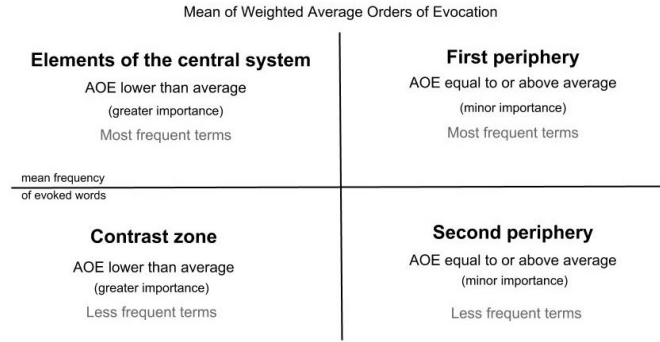 Mean of Weighted Average Orders of Evocation
Elements of the central system
AOE lower than average
(greater importance)
Most frequent terms
First periphery
AOE equal to or above average
(minor importance)
Most frequent terms
mean frequency
of evoked words
Contrast zone
AOE lower than average
(greater importance)
Less frequent terms
Second periphery
AOE equal to or above average
(minor importance)
Less frequent terms